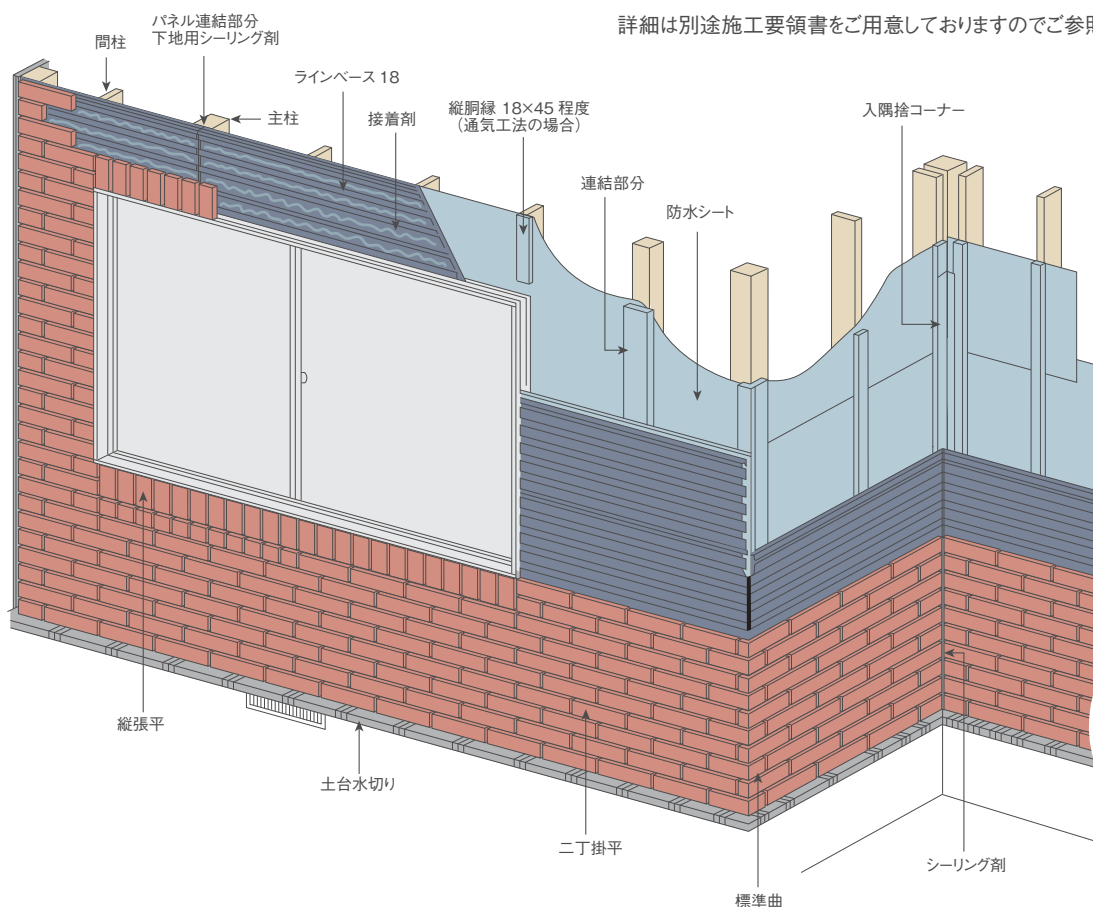 詳細は別途施工要領書をご用意しておりますのでご参照
パネル連結部分
下地用シーリング剤
間柱
ラインベース 18
主柱
接着剤
縦胴縁 18×45 程度
(通気工法の場合)
入隅捨コーナー
連結部分
防水シート
縦張平
土台水切り
二丁掛平
シーリング剤
標準曲